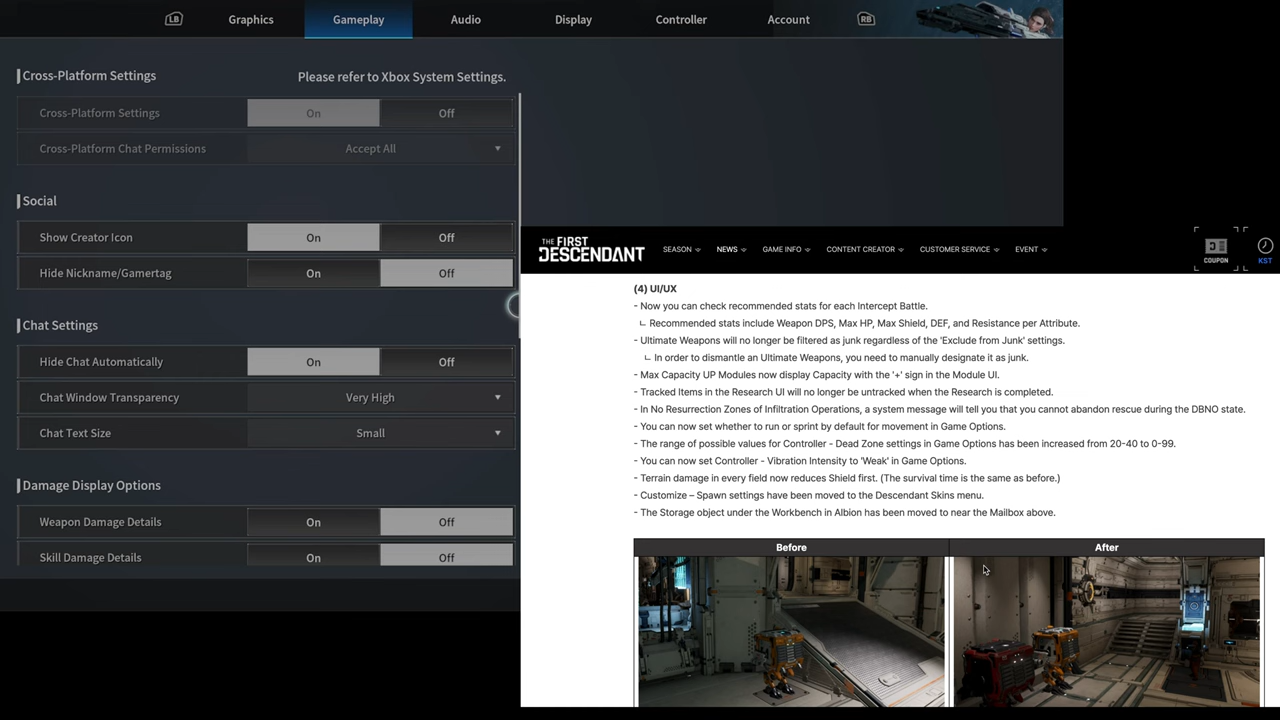 LB
Graphics
Gameplay
Audio
Display
Controller
Account
RB
Cross-Platform Settings
Please refer to Xbox System Settings.
Cross-Platform Settings
On
Off
Cross-Platform Chat Permissions
Accept All
Social
Show Creator Icon
On
Off
Hide Nickname/Gamertag
On
Off
Chat Settings
Hide Chat Automatically
On
Off
Chat Window Transparency
Very High
Chat Text Size
Small
Damage Display Options
Weapon Damage Details
On
Off
Skill Damage Details
On
Off
THE FIRST
DESCENDANT
SEASON
NEWS
GAME INFO
CONTENT CREATOR
CUSTOMER SERVICE
EVENT
COUPON
KST
(4) UI/UX
- Now you can check recommended stats for each Intercept Battle.
ㄴ Recommended stats include Weapon DPS, Max HP, Max Shield, DEF, and Resistance per Attribute.
- Ultimate Weapons will no longer be filtered as junk regardless of the 'Exclude from Junk' settings.
ㄴ In order to dismantle an Ultimate Weapons, you need to manually designate it as junk.
- Max Capacity UP Modules now display Capacity with the '+' sign in the Module UI.
- Tracked Items in the Research UI will no longer be untracked when the Research is completed.
- In No Resurrection Zones of Infiltration Operations, a system message will tell you that you cannot abandon rescue during the DBNO state.
- You can now set whether to run or sprint by default for movement in Game Options.
- The range of possible values for Controller - Dead Zone settings in Game Options has been increased from 20-40 to 0-99.
- You can now set Controller - Vibration Intensity to 'Weak' in Game Options.
- Terrain damage in every field now reduces Shield first. (The survival time is the same as before.)
- Customize – Spawn settings have been moved to the Descendant Skins menu.
- The Storage object under the Workbench in Albion has been moved to near the Mailbox above.
Before
After